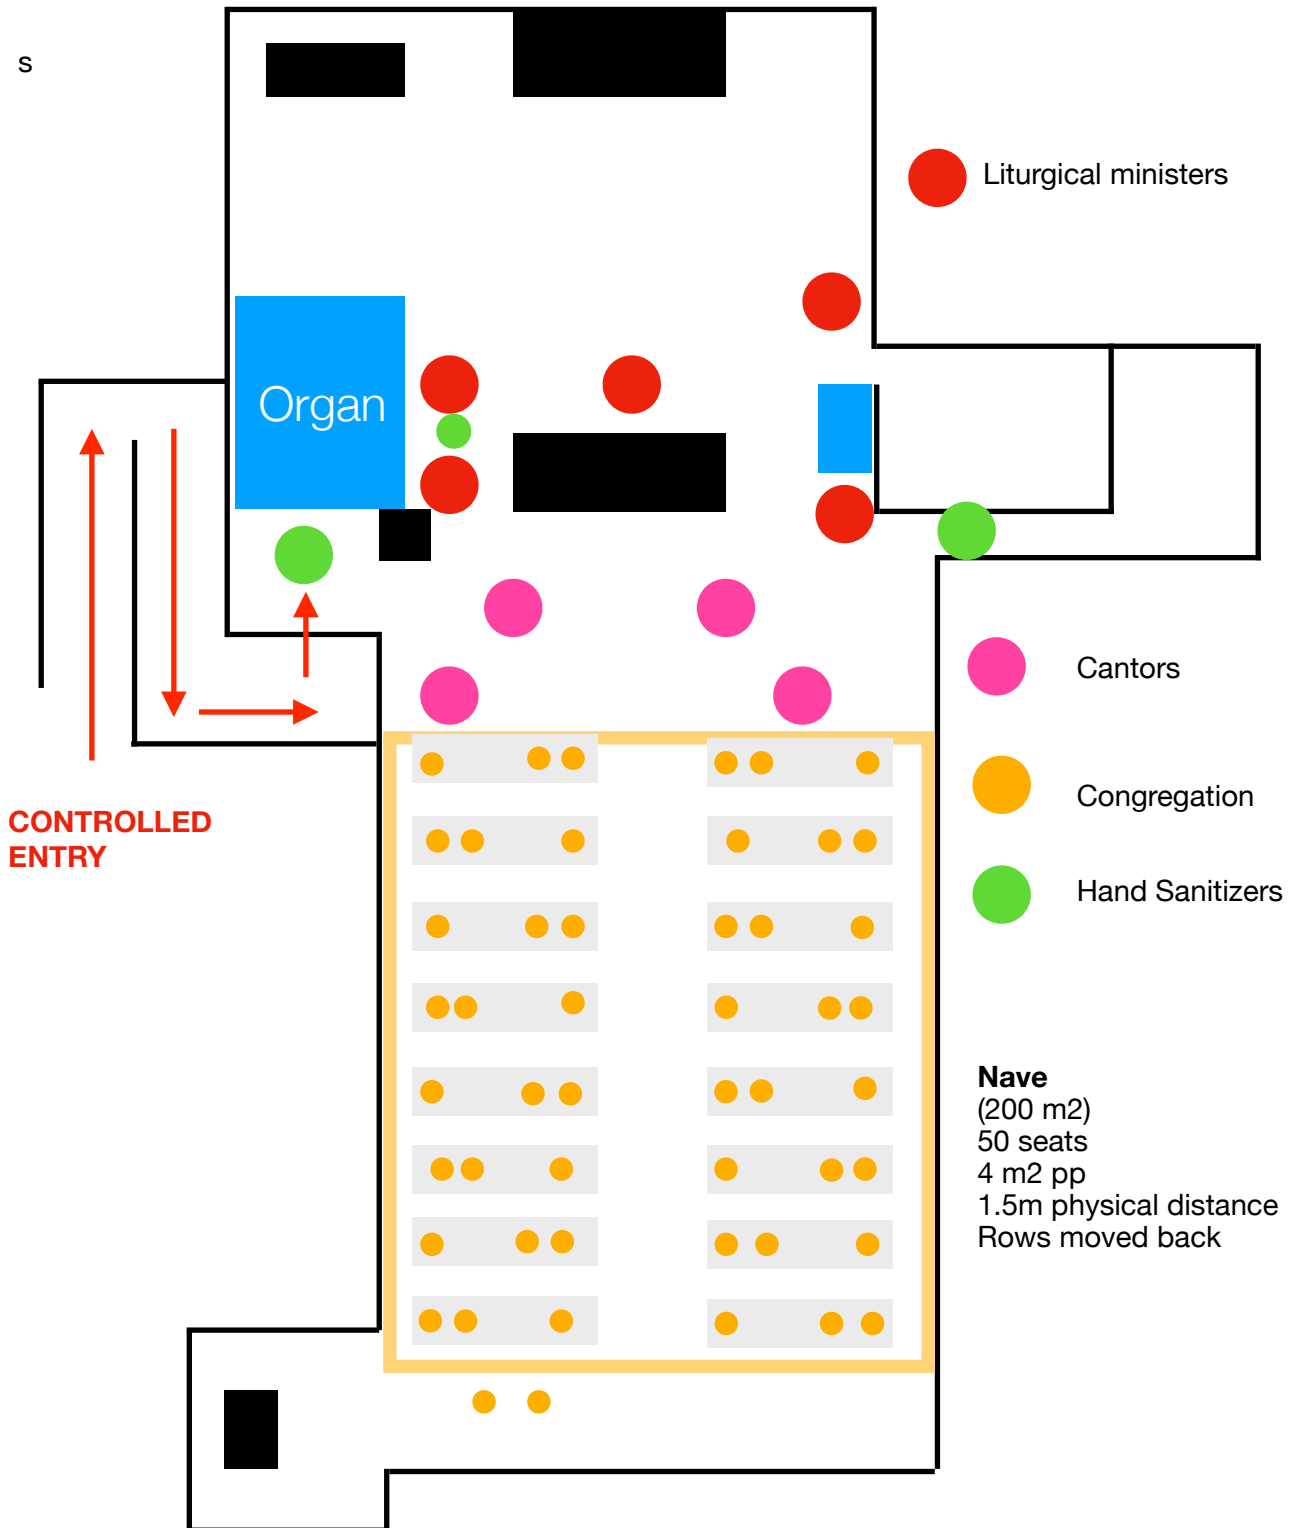 s
Liturgical ministers
Organ
Cantors
CONTROLLED
ENTRY
Congregation
Hand Sanitizers
Nave
(200 m2)
50 seats
4 m2 pp
1.5m physical distance
Rows moved back